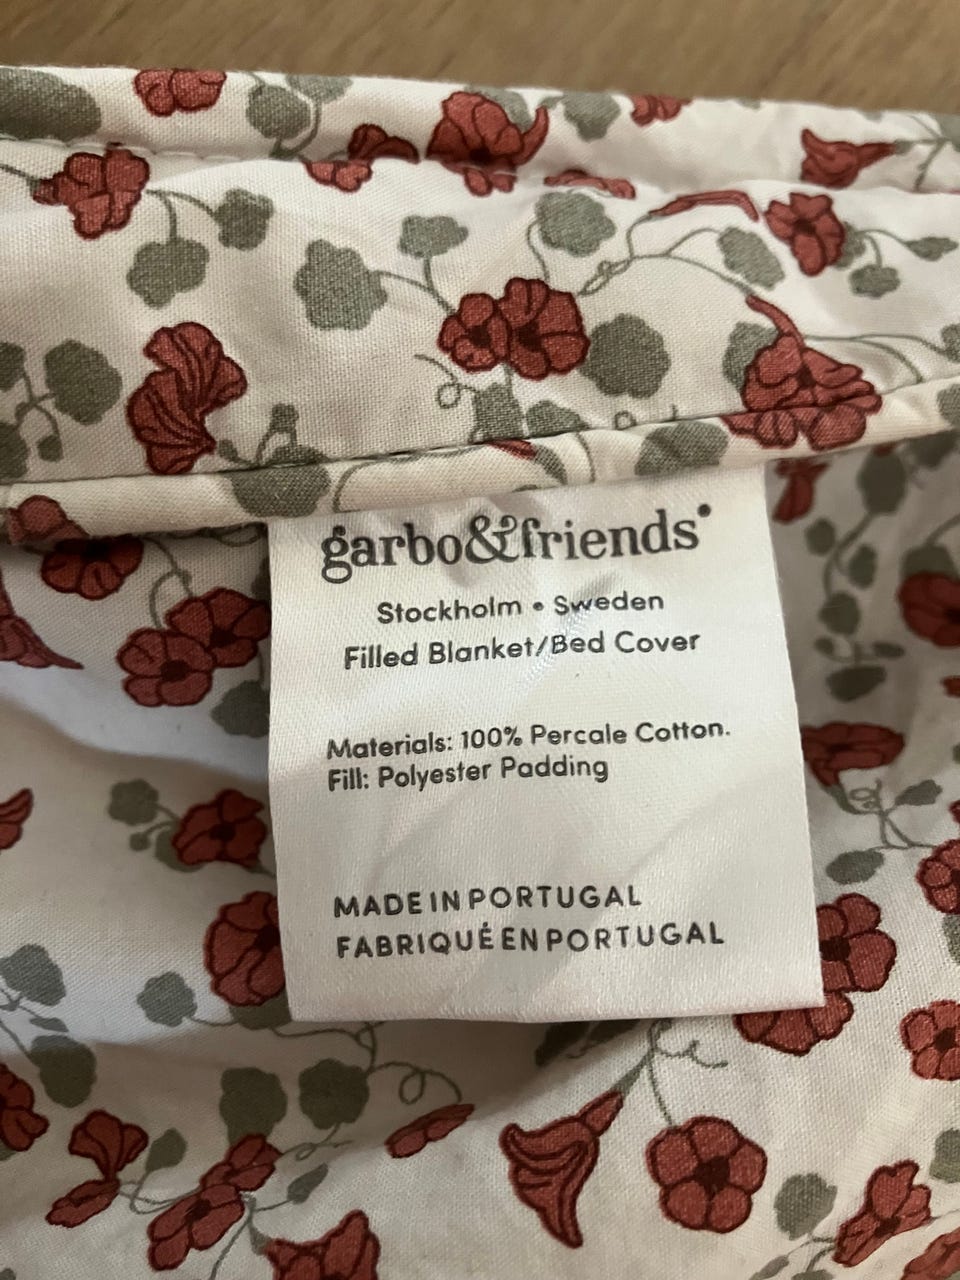 garbo&friends
Stockholm • Sweden
Filled Blanket/Bed Cover
Materials: 100% Percale Cotton.
Fill: Polyester Padding
MADE IN PORTUGAL
FABRIQUÉ EN PORTUGAL